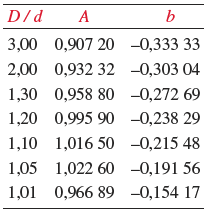 D/d A b
3,00 0,907 20 –0,333 33
2,00 0,932 32 –0,303 04
1,30 0,958 80 –0,272 69
1,20 0,995 90 –0,238 29
1,10 1,016 50 –0,215 48
1,05 1,022 60 –0,191 56
1,01 0,966 89 –0,154 17